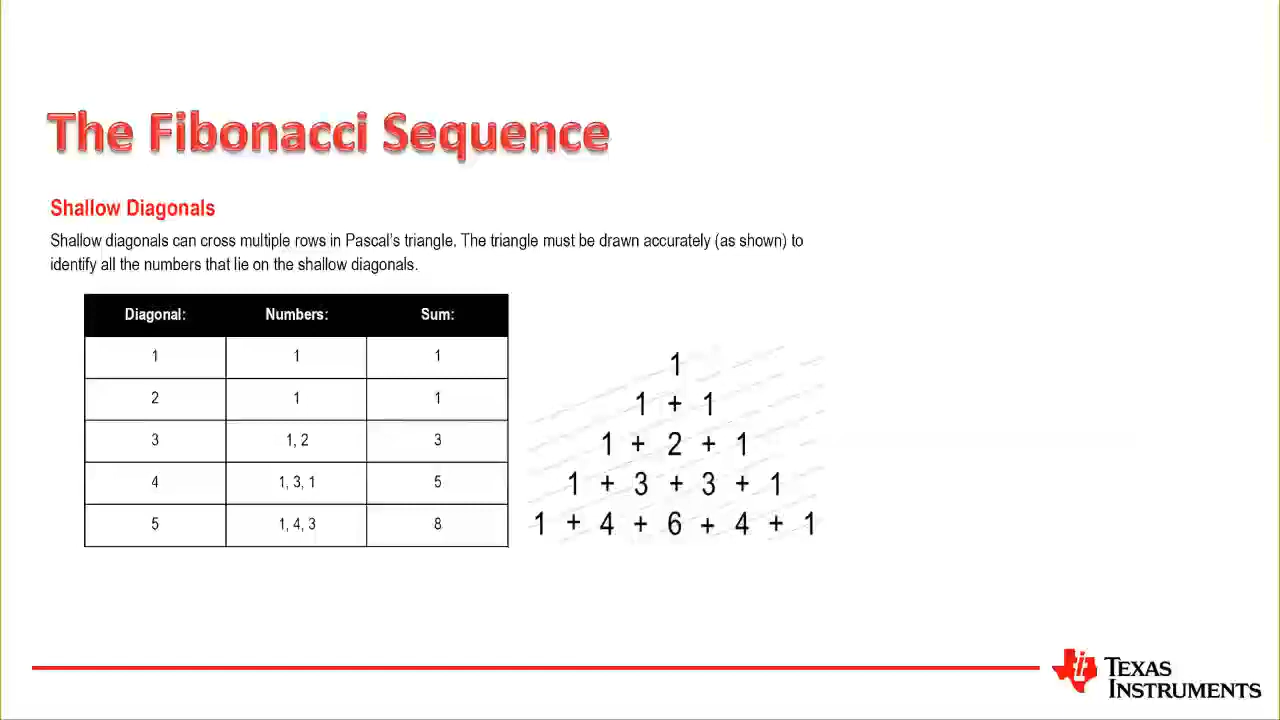 The Fibonacci Sequence
Shallow Diagonals
Shallow diagonals can cross multiple rows in Pascal's triangle. The triangle must be drawn accurately (as shown) to
identify all the numbers that lie on the shallow diagonals.
Diagonal: Numbers: Sum:
1 1 1
2 1 1
3 1, 2 3
4 1, 3, 1 5
5 1, 4, 3 8
1
1 + 1
1 + 2 + 1
1 + 3 + 3 + 1
1 + 4 + 6 + 4 + 1
TEXAS
INSTRUMENTS